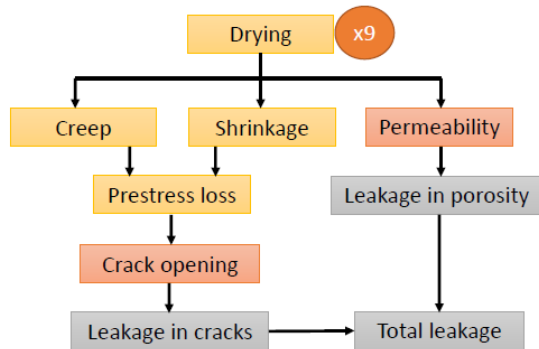 Drying
x9
Creep
Shrinkage
Permeability
Prestress loss
Leakage in porosity
Crack opening
Leakage in cracks
Total leakage